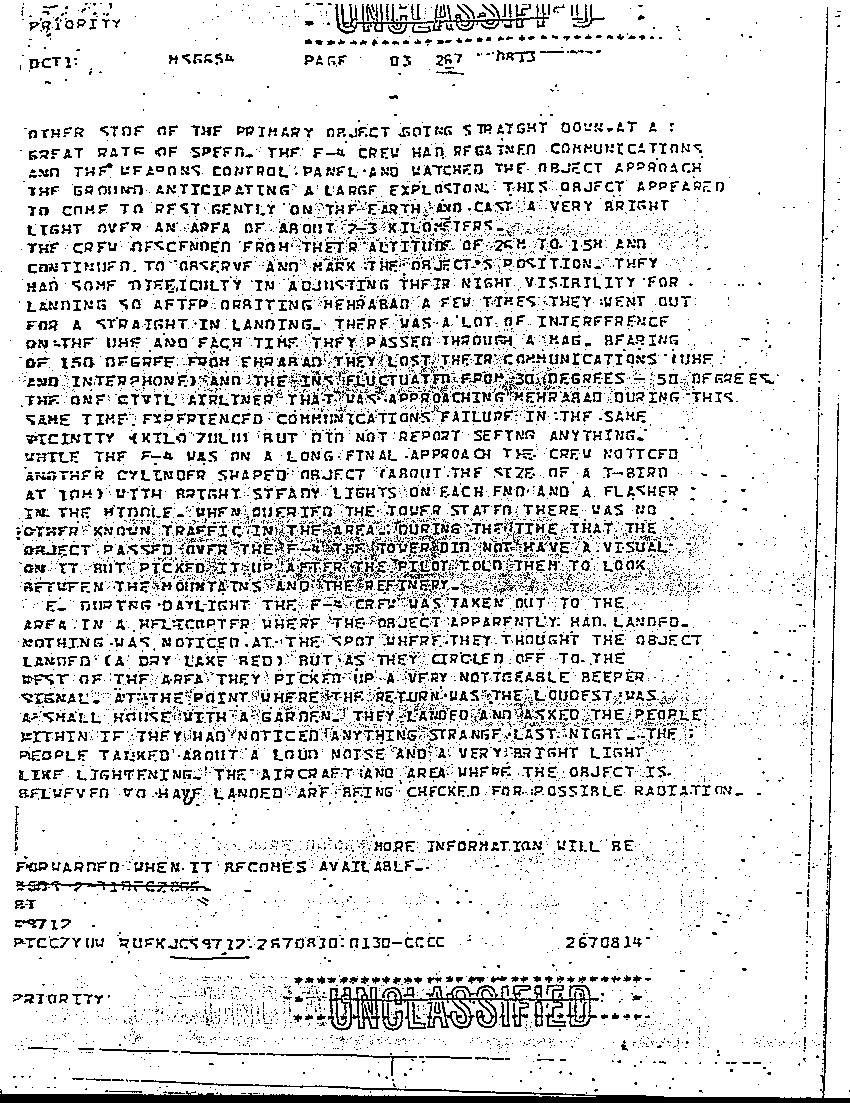 UNCLASSIFIED
PRIORITY
DCT1: MSG654 PAGE 03 267
OTHER SIDE OF THE PRIMARY OBJECT GOING STRAIGHT DOWN AT A
GREAT RATE OF SPEED. THE F-4 CREW HAD REGAINED COMMUNICATIONS
AND THE WEAPONS CONTROL PANEL AND WATCHED THE OBJECT APPROACH
THE GROUND ANTICIPATING A LARGE EXPLOSION. THIS OBJECT APPEARED
TO COME TO REST GENTLY ON THE EARTH AND CAST A VERY BRIGHT
LIGHT OVER AN AREA OF ABOUT 2-3 KILOMETERS.
THE CREW DESCENDED FROM THEIR ALTITUDE OF 26M TO 15M AND
CONTINUED TO OBSERVE AND MARK THE OBJECT'S POSITION. THEY
HAD SOME DIFFICULTY IN ADJUSTING THEIR NIGHT VISIBILITY FOR
LANDING SO AFTER ORBITING MEHRABAD A FEW TIMES THEY WENT OUT
FOR A STRAIGHT IN LANDING. THERE WAS A LOT OF INTERFERENCE
ON THE UHF AND EACH TIME THEY PASSED THROUGH A MAG. BEARING
OF 150 DEGREE FROM EHRABAD THEY LOST THEIR COMMUNICATIONS (UHF
AND INTERPHONE) AND THE INS FLUCTUATED FROM 30 DEGREES - 50 DEGREES.
THE ONE CIVIL AIRLINER THAT WAS APPROACHING MEHRABAD DURING THIS
SAME TIME EXPERIENCED COMMUNICATIONS FAILURE IN THE SAME
VICINITY (KILO ZULU) BUT DID NOT REPORT SEEING ANYTHING.
WHILE THE F-4 WAS ON A LONG FINAL APPROACH THE CREW NOTICED
ANOTHER CYLINDER SHAPED OBJECT (ABOUT THE SIZE OF A T-BIRD
AT 10M) WITH BRIGHT STEADY LIGHTS ON EACH END AND A FLASHER
IN THE MIDDLE. WHEN QUERIED THE TOWER STATED THERE WAS NO
OTHER KNOWN TRAFFIC IN THE AREA. DURING THE TIME THAT THE
OBJECT PASSED OVER THE F-4 THE TOWER DID NOT HAVE A VISUAL
ON IT BUT PICKED IT UP AFTER THE PILOT TOLD THEM TO LOOK
BETWEEN THE MOUNTAINS AND THE REFINERY.
E. DURING DAYLIGHT THE F-4 CREW WAS TAKEN OUT TO THE
AREA IN A HELICOPTER WHERE THE OBJECT APPARENTLY HAD LANDED.
NOTHING WAS NOTICED AT THE SPOT WHERE THEY THOUGHT THE OBJECT
LANDED (A DRY LAKE BED) BUT AS THEY CIRCLED OFF TO THE
WEST OF THE AREA THEY PICKED UP A VERY NOTICEABLE BEEPER
SIGNAL. AT THE POINT WHERE THE RETURN WAS THE LOUDEST WAS
A SMALL HOUSE WITH A GARDEN. THEY LANDED AND ASKED THE PEOPLE
WITHIN IF THEY HAD NOTICED ANYTHING STRANGE LAST NIGHT. THE
PEOPLE TALKED ABOUT A LOUD NOISE AND A VERY BRIGHT LIGHT
LIKE LIGHTENING. THE AIRCRAFT AND AREA WHERE THE OBJECT IS
BELIEVED TO HAVE LANDED ARE BEING CHECKED FOR POSSIBLE RADIATION.
MORE INFORMATION WILL BE
FORWARDED WHEN IT BECOMES AVAILABLE.
BT
#9712
PTCCZYUW RUFKJCS9712 2670810 0130-CCCC 2670814
PRIORITY
UNCLASSIFIED